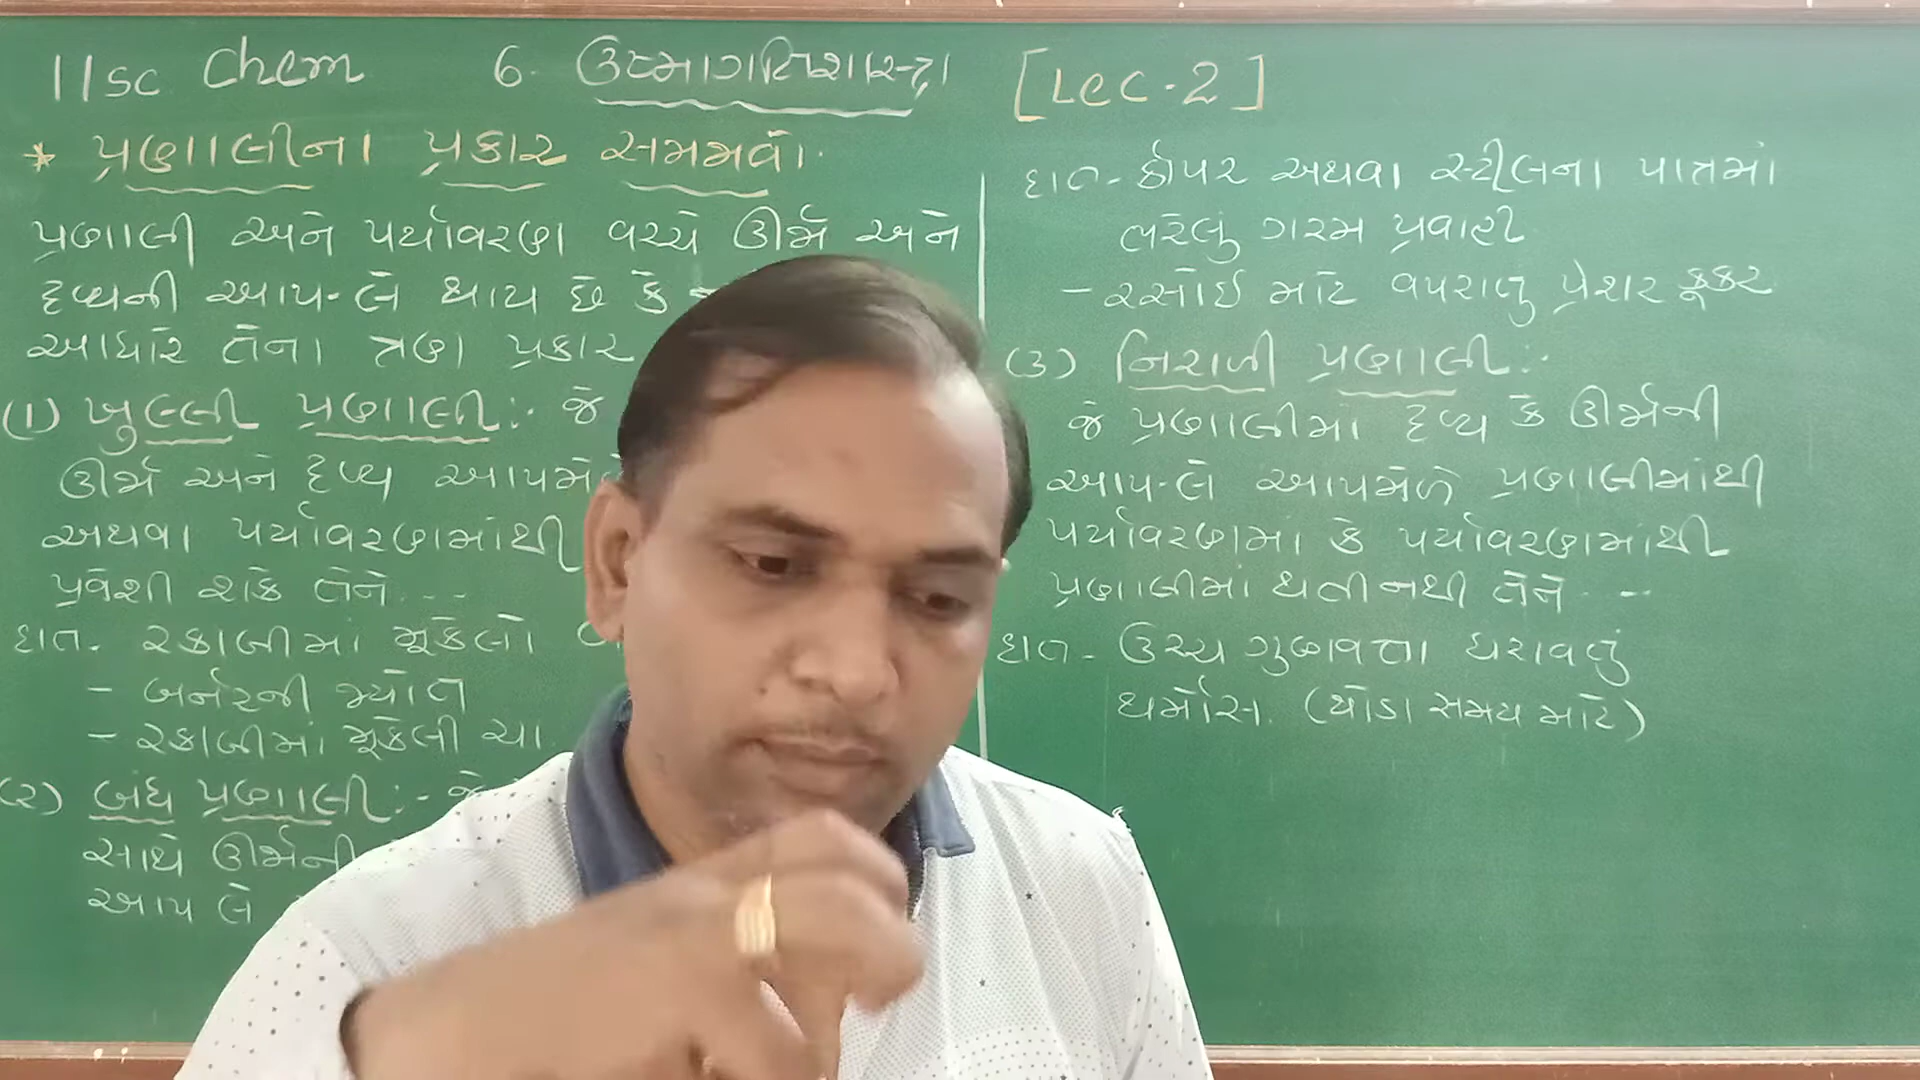 11sc Chem 6. ઉષ્માગતિશાસ્ત્ર [Lec.2]
* પ્રણાલીના પ્રકાર સમજાવો.
પ્રણાલી અને પર્યાવરણ વચ્ચે ઊર્જા અને
દ્રવ્યની આપ-લે થાય છે કે
આધારે તેના ત્રણ પ્રકાર
(1) ખુલ્લી પ્રણાલી:- જે
ઊર્જા અને દ્રવ્ય આપમેળે
અથવા પર્યાવરણમાંથી
પ્રવેશી શકે તેને ---
દા.ત. રકાબીમાં મૂકેલો
- બર્નરની જ્યોત
- રકાબીમાં મૂકેલી ચા
(૨) બંધ પ્રણાલી:- જે
સાથે ઊર્જાની
આપ લે
દા.ત- કોપર અથવા સ્ટીલના પાત્રમાં
ભરેલું ગરમ પ્રવાહી
- રસોઈ માટે વપરાતું પ્રેશર કૂકર
(૩) નિરાળી પ્રણાલી:-
જે પ્રણાલીમાં દ્રવ્ય કે ઊર્જાની
આપ-લે આપમેળે પ્રણાલીમાંથી
પર્યાવરણમાં કે પર્યાવરણમાંથી
પ્રણાલીમાં થતી નથી તેને ---
દા.ત- ઉચ્ચ ગુણવત્તા ધરાવતું
થર્મોસ. (થોડા સમય માટે)